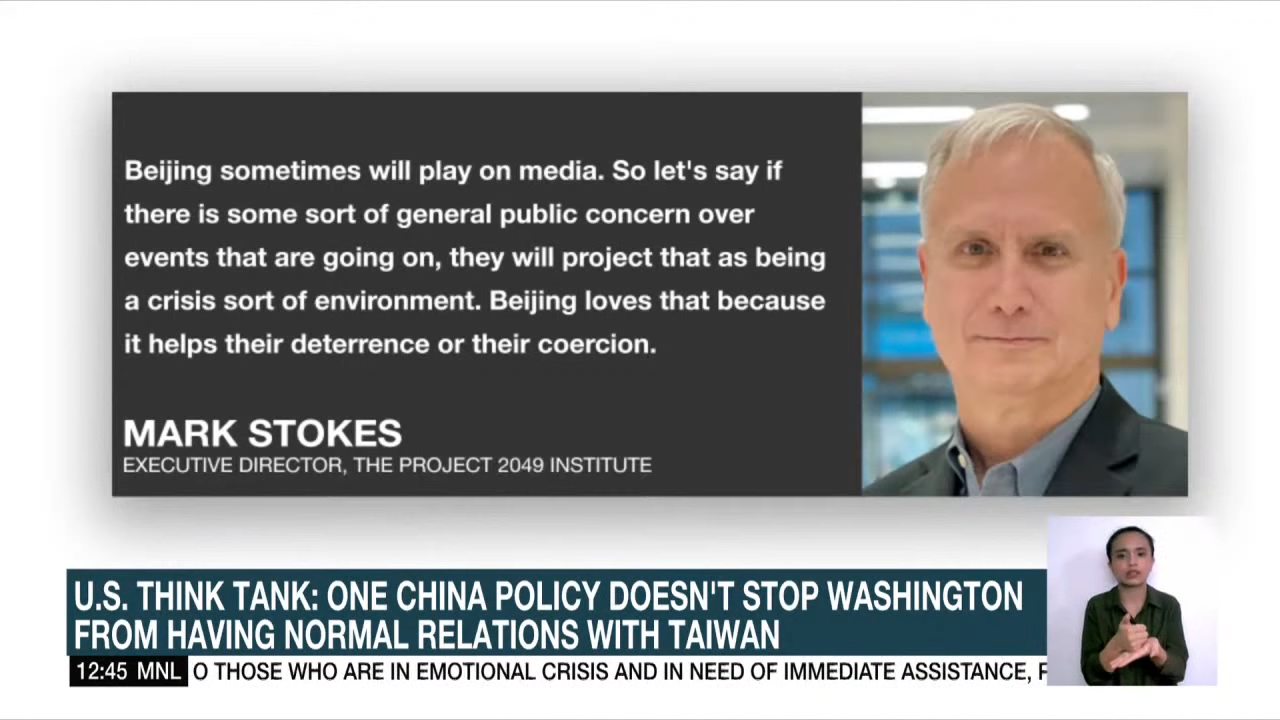 Beijing sometimes will play on media. So let's say if
there is some sort of general public concern over
events that are going on, they will project that as being
a crisis sort of environment. Beijing loves that because
it helps their deterrence or their coercion.
MARK STOKES
EXECUTIVE DIRECTOR, THE PROJECT 2049 INSTITUTE
U.S. THINK TANK: ONE CHINA POLICY DOESN'T STOP WASHINGTON
FROM HAVING NORMAL RELATIONS WITH TAIWAN
12:45 MNL O THOSE WHO ARE IN EMOTIONAL CRISIS AND IN NEED OF IMMEDIATE ASSISTANCE, F